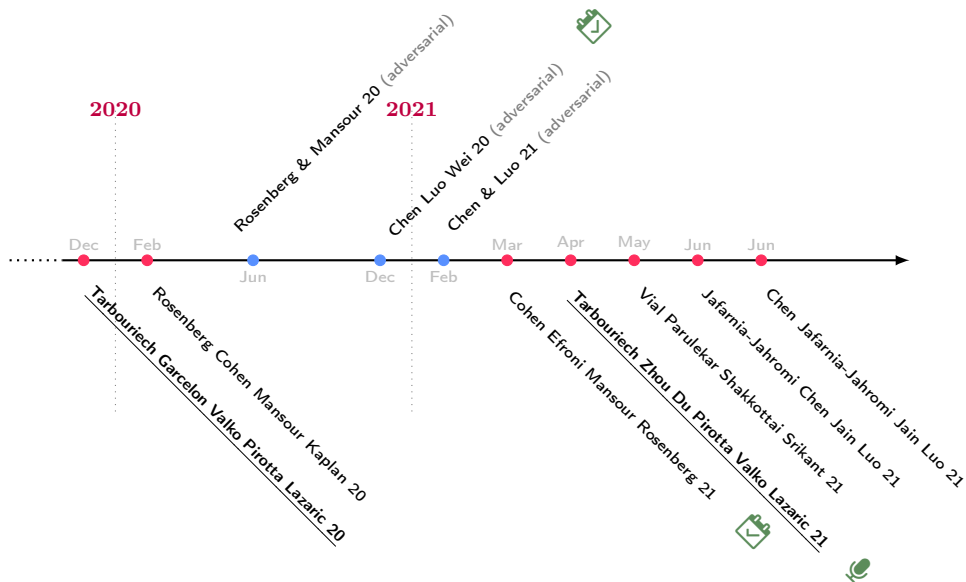 2020
2021
Rosenberg & Mansour 20 (adversarial)
Chen Luo Wei 20 (adversarial)
Chen & Luo 21 (adversarial)
Dec
Feb
Jun
Dec
Feb
Mar
Apr
May
Jun
Jun
Tarbouriech Garcelon Valko Pirotta Lazaric 20
Rosenberg Cohen Mansour Kaplan 20
Cohen Efroni Mansour Rosenberg 21
Tarbouriech Zhou Du Pirotta Valko Lazaric 21
Vial Parulekar Shakkottai Srikant 21
Jafarnia-Jahromi Chen Jain Luo 21
Chen Jafarnia-Jahromi Jain Luo 21